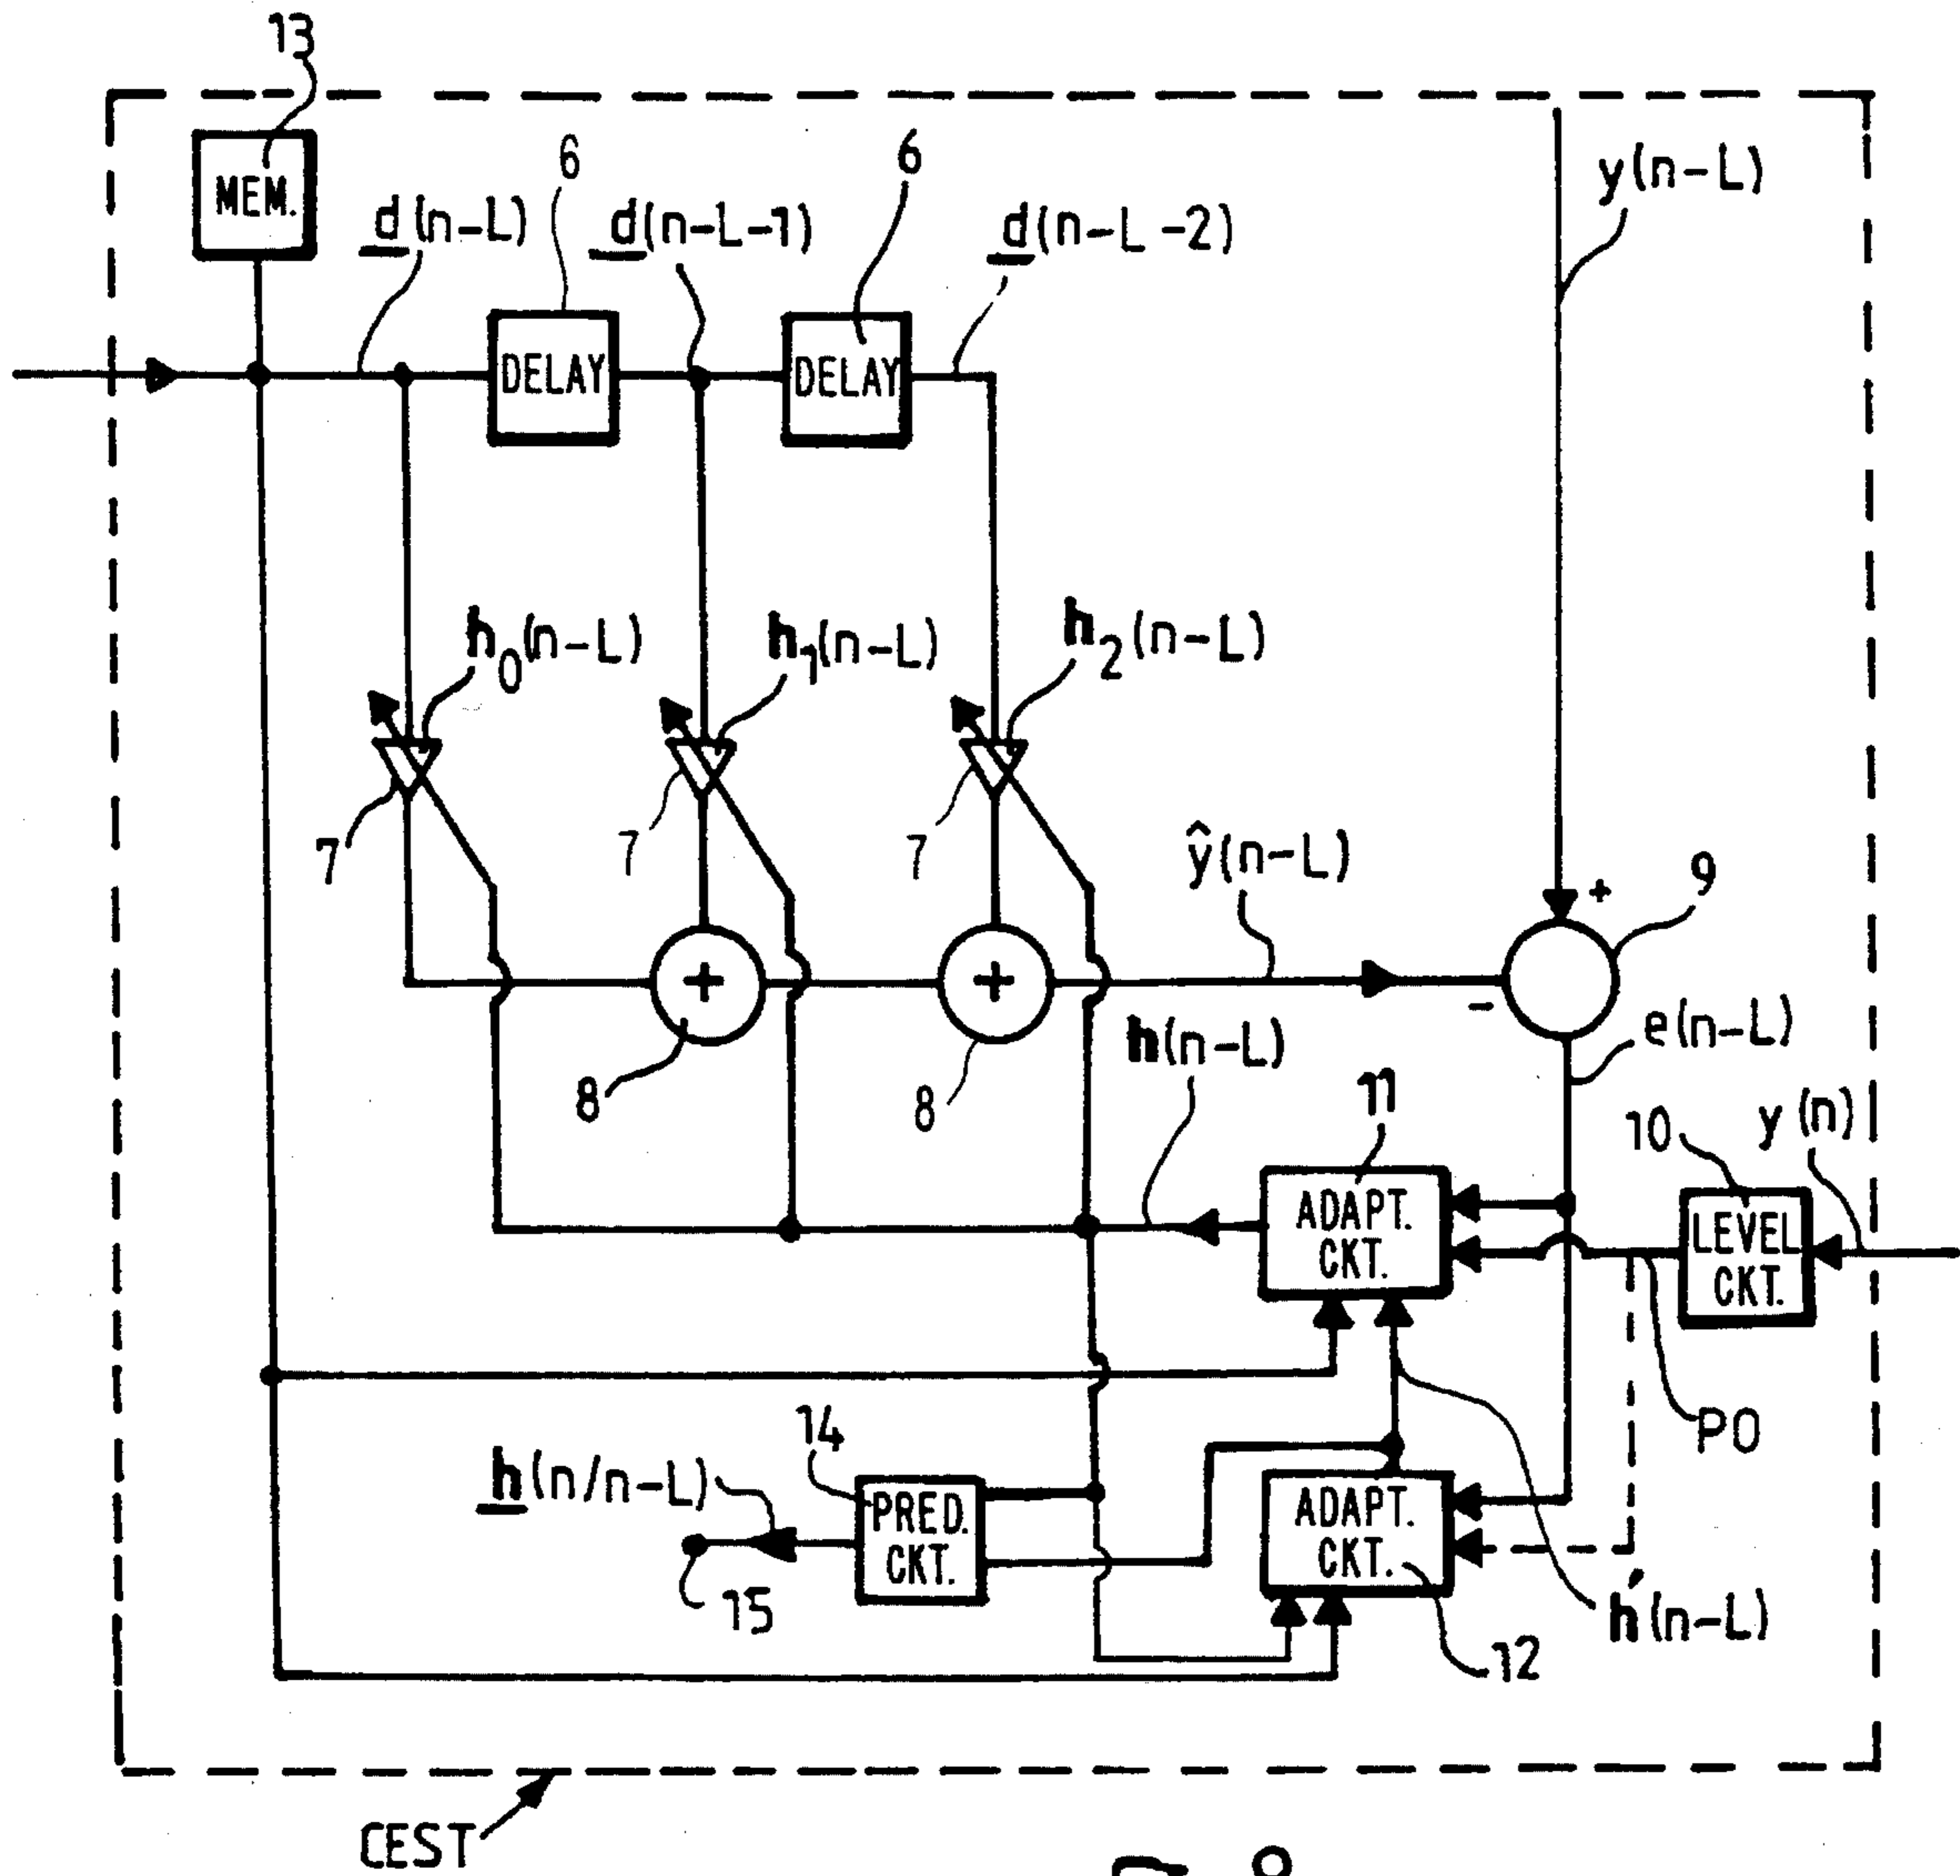 13
MEM.
6
6
d(n-L)
d(n-L-1)
d(n-L-2)
y(n-L)
DELAY
DELAY
h0(n-L)
h1(n-L)
h2(n-L)
7
7
7
ŷ(n-L)
+
9
+
+
-
8
8
h(n-L)
e(n-L)
11
10
y(n)
ADAPT.
CKT.
LEVEL
CKT.
PO
14
h(n/n-L)
PRED.
CKT.
15
ADAPT.
CKT.
h́(n-L)
12
CEST